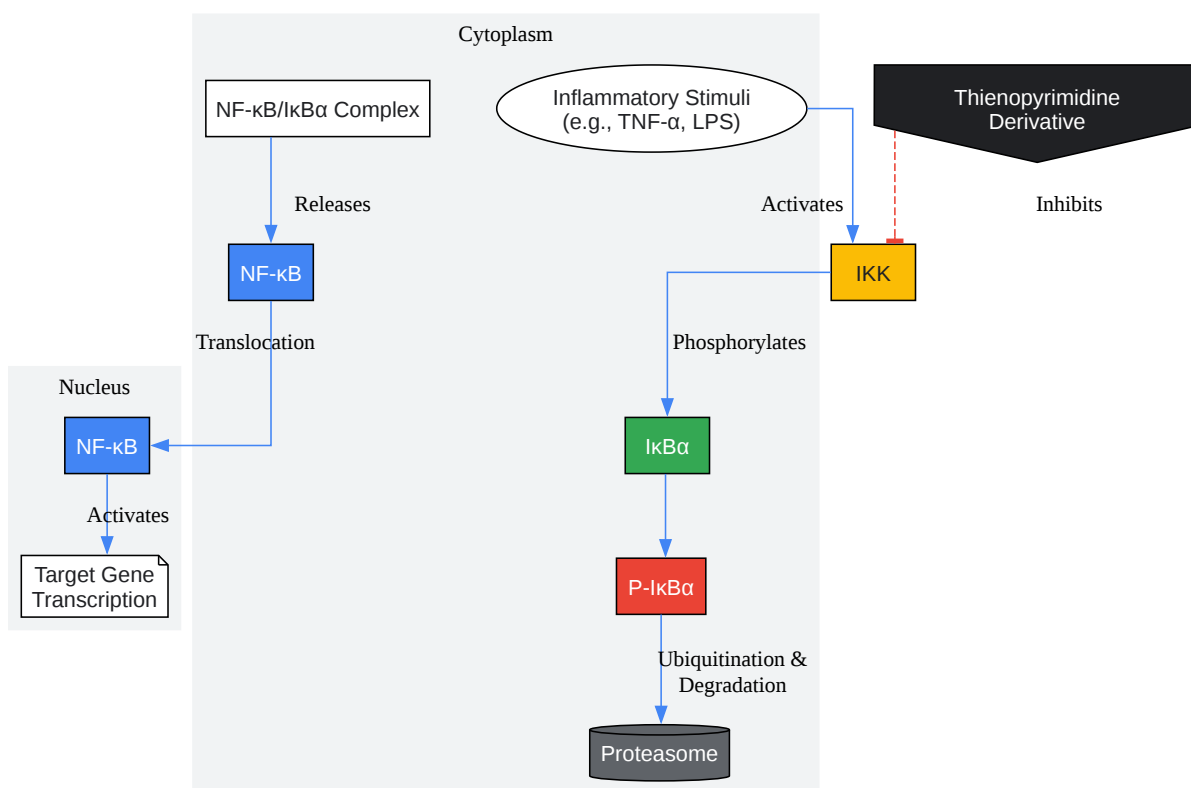 Cytoplasm
NF-κB/IκBα Complex
Inflammatory Stimuli
(e.g., TNF-α, LPS)
Thienopyrimidine
Derivative
Releases
Activates
Inhibits
NF-κB
IKK
Translocation
Phosphorylates
Nucleus
NF-κB
IκBα
Activates
Target Gene
Transcription
P-IκBα
Ubiquitination &
Degradation
Proteasome